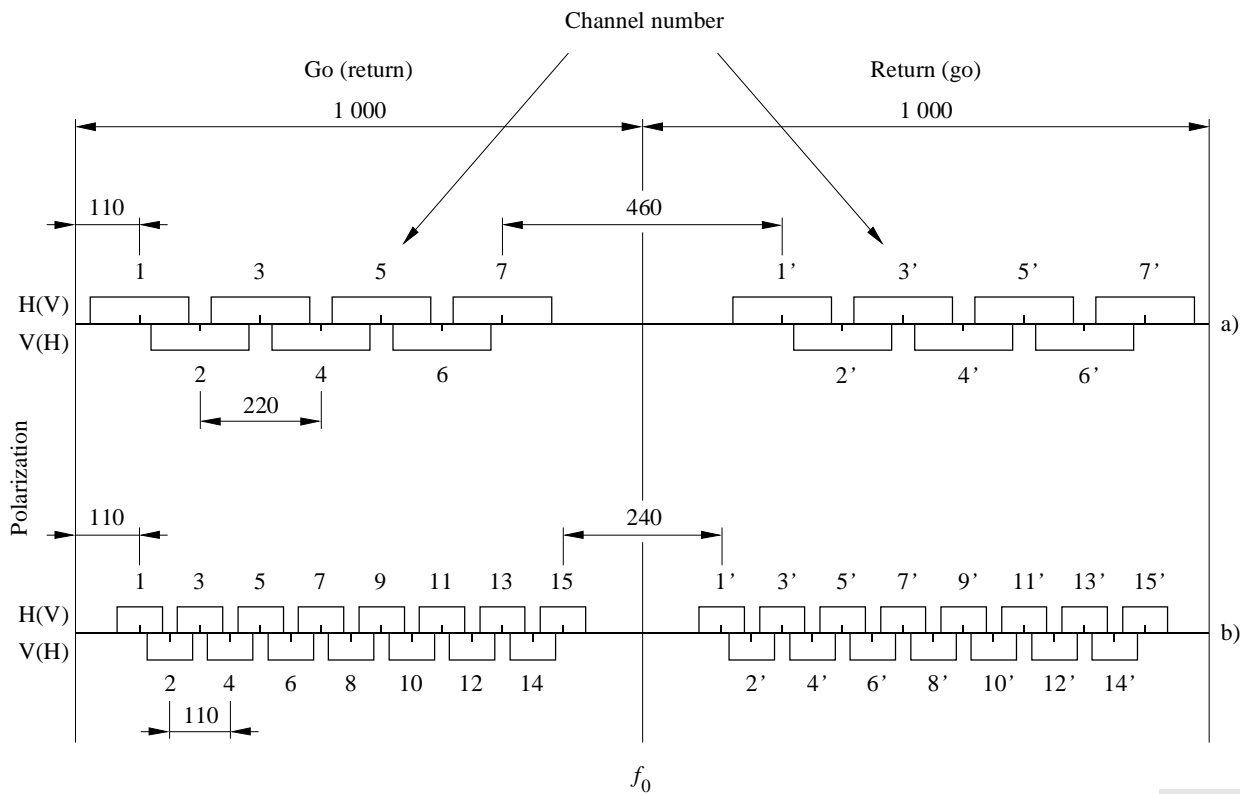 Channel number
Go (return) Return (go)
1 000 1 000
110 460
1 3 5 7 1’ 3’ 5’ 7’
H(V)
V(H) a)
2 4 6 2’ 4’ 6’
220
Polarization
110 240
1 3 5 7 9 11 13 15 1’ 3’ 5’ 7’ 9’ 11’ 13’ 15’
H(V)
V(H) b)
2 4 6 8 10 12 14 2’ 4’ 6’ 8’ 10’ 12’ 14’
110
f0